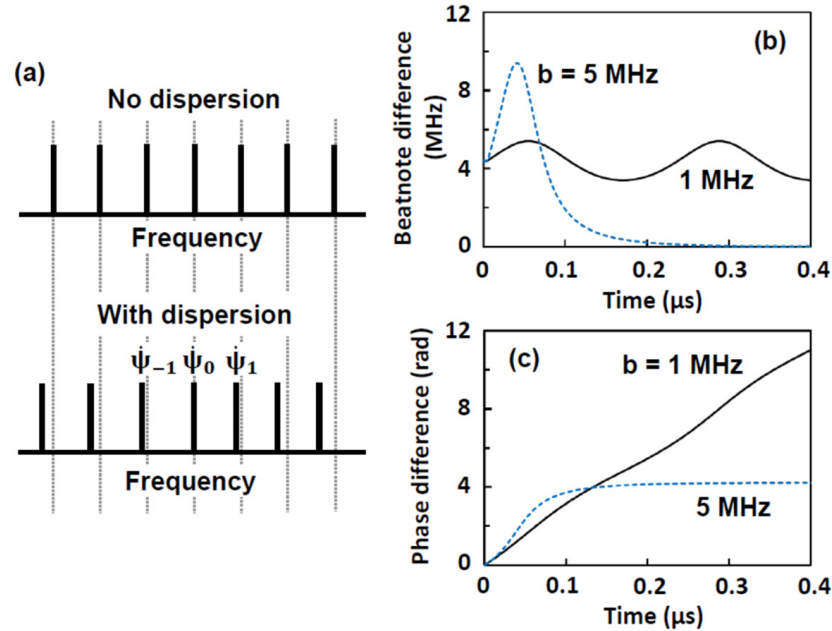 (a)
No dispersion
Frequency
With dispersion
ψ̇₋₁ ψ̇₀ ψ̇₁
Frequency
(b)
Beatnote difference
(MHz)
12
8
4
0
b = 5 MHz
1 MHz
0 0.1 0.2 0.3 0.4
Time (μs)
(c)
Phase difference (rad)
12
8
4
0
b = 1 MHz
5 MHz
0 0.1 0.2 0.3 0.4
Time (μs)